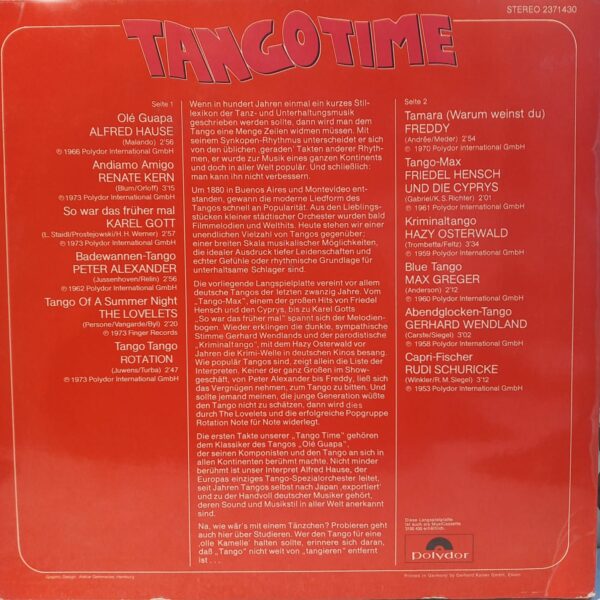 STEREO 2371430
TANGO TIME
Seite 1
Olé Guapa
ALFRED HAUSE
(Malando) 2'56
℗ 1966 Polydor International GmbH
Andiamo Amigo
RENATE KERN
(Blum/Orloff) 3'15
℗ 1973 Polydor International GmbH
So war das früher mal
KAREL GOTT
(L. Staidl/Prostejowski/H. H. Werner) 2'57
℗ 1973 Polydor International GmbH
Badewannen-Tango
PETER ALEXANDER
(Jussenhoven/Relin) 2'56
℗ 1962 Polydor International GmbH
Tango Of A Summer Night
THE LOVELETS
(Persone/Vangarde/Byl) 2'20
℗ 1973 Finger Records
Tango Tango
ROTATION
(Juwens/Turba) 2'47
℗ 1973 Polydor International GmbH
Wenn in hundert Jahren einmal ein kurzes Stil-
lexikon der Tanz- und Unterhaltungsmusik
geschrieben werden sollte, dann wird man dem
Tango eine Menge Zeilen widmen müssen. Mit
seinem Synkopen-Rhythmus unterscheidet er sich
von den üblichen ‚geraden' Takten anderer Rhyth-
men, er wurde zur Musik eines ganzen Kontinents
und doch in aller Welt populär. Und schließlich:
man kann ihn nicht verbessern.
Um 1880 in Buenos Aires und Montevideo ent-
standen, gewann die moderne Liedform des
Tangos schnell an Popularität. Aus den Lieblings-
stücken kleiner städtischer Orchester wurden bald
Filmmelodien und Welthits. Heute stehen wir einer
unendlichen Vielzahl von Tangos gegenüber;
einer breiten Skala musikalischer Möglichkeiten,
die idealer Ausdruck tiefer Leidenschaften und
echter Gefühle oder rhythmische Grundlage für
unterhaltsame Schlager sind.
Die vorliegende Langspielplatte vereint vor allem
deutsche Tangos der letzten zwanzig Jahre. Vom
„Tango-Max", einem der großen Hits von Friedel
Hensch und den Cyprys, bis zu Karel Gotts
„So war das früher mal" spannt sich der Melodien-
bogen. Wieder erklingen die dunkle, sympathische
Stimme Gerhard Wendlands und der parodistische
„Kriminaltango", mit dem Hazy Osterwald vor
Jahren die Krimi-Welle in deutschen Kinos besang.
Wie populär Tangos sind, zeigt allein die Liste der
Interpreten. Keiner der ganz Großen im Show-
geschäft, von Peter Alexander bis Freddy, ließ sich
das Vergnügen nehmen, zum Tango zu bitten. Und
sollte jemand meinen, die junge Generation wüßte
den Tango nicht zu schätzen, dann wird dies
durch The Lovelets und die erfolgreiche Popgruppe
Rotation Note für Note widerlegt.
Die ersten Takte unserer „Tango Time" gehören
dem Klassiker des Tangos „Olé Guapa",
der seinen Komponisten und den Tango an sich in
allen Kontinenten berühmt machte. Nicht minder
berühmt ist unser Interpret Alfred Hause, der
Europas einziges Tango-Spezialorchester leitet,
seit Jahren Tangos selbst nach Japan ‚exportiert'
und zu der Handvoll deutscher Musiker gehört,
deren Sound und Musikstil in aller Welt anerkannt
sind.
Na, wie wär's mit einem Tänzchen? Probieren geht
auch hier über Studieren. Wer den Tango für eine
‚olle Kamelle' halten sollte, erinnere sich daran,
daß „Tango" nicht weit von „tangieren" entfernt
ist ...
Seite 2
Tamara (Warum weinst du)
FREDDY
(Andrée/Meder) 2'54
℗ 1970 Polydor International GmbH
Tango-Max
FRIEDEL HENSCH
UND DIE CYPRYS
(Gabriel/K. S. Richter) 2'01
℗ 1961 Polydor International GmbH
Kriminaltango
HAZY OSTERWALD
(Trombetta/Feltz) 3'34
℗ 1959 Polydor International GmbH
Blue Tango
MAX GREGER
(Anderson) 2'12
℗ 1960 Polydor International GmbH
Abendglocken-Tango
GERHARD WENDLAND
(Carste/Siegel) 3'02
℗ 1958 Polydor International GmbH
Capri-Fischer
RUDI SCHURICKE
(Winkler/R. M. Siegel) 3'12
℗ 1953 Polydor International GmbH
Diese Langspielplatte
ist auch als MusiCassette
3150 430 erhältlich.
polydor
Graphic Design: Atelier Gelmroths, Hamburg
Printed in Germany by Gerhard Kaiser GmbH, Essen